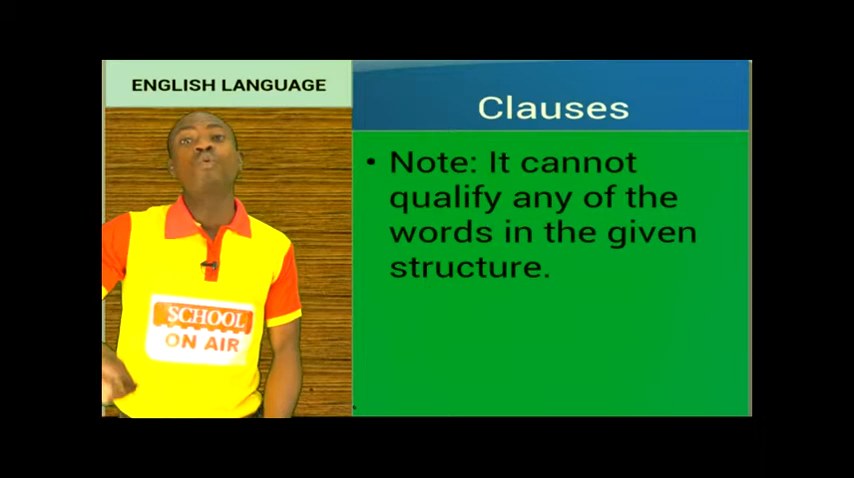 ENGLISH LANGUAGE
Clauses
• Note: It cannot
qualify any of the
words in the given
structure.
SCHOOL
ON AIR